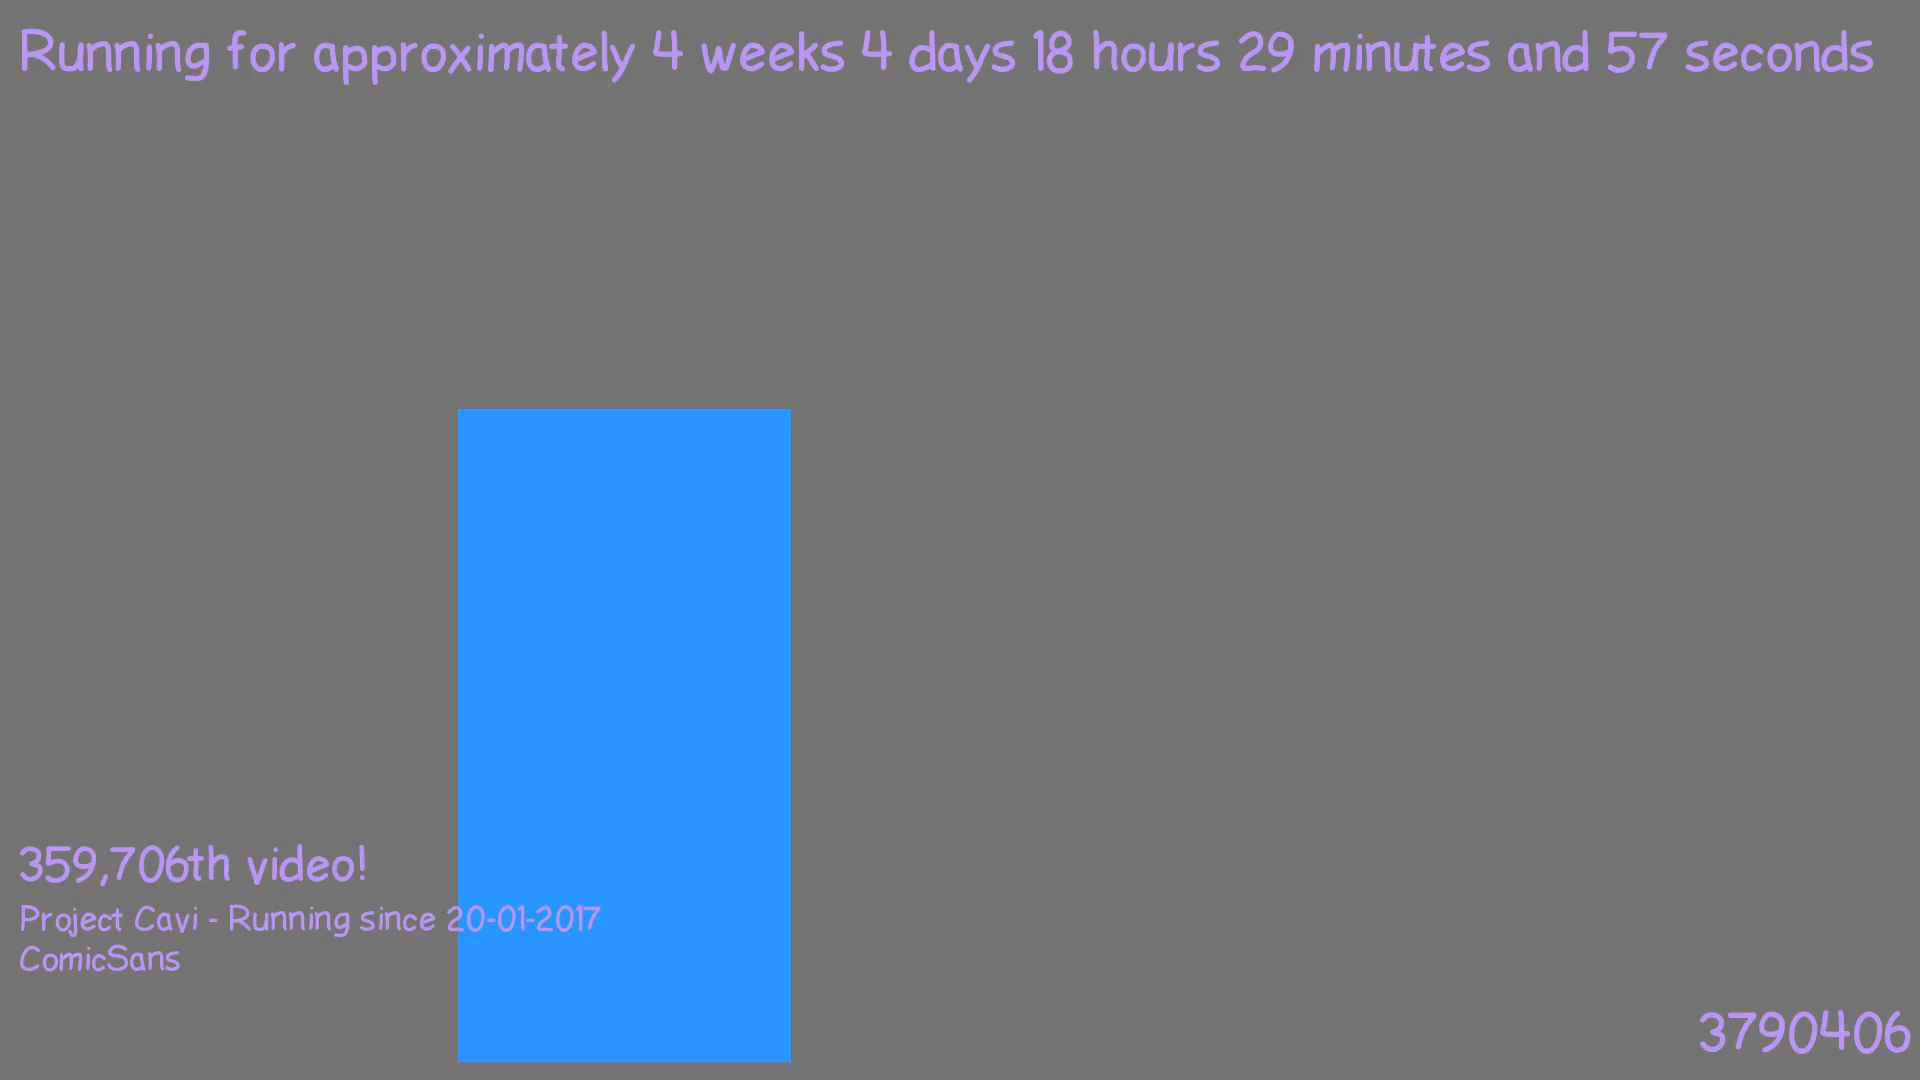 Running for approximately 4 weeks 4 days 18 hours 29 minutes and 57 seconds
359,706th video!
Project Cavi - Running since 20-01-2017
ComicSans
3790406